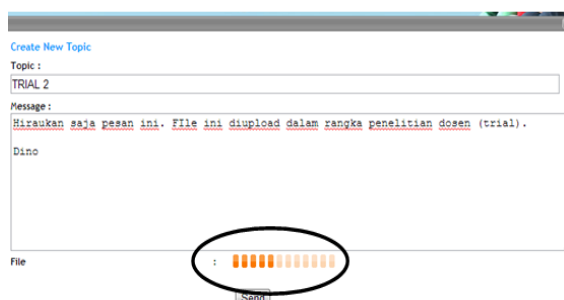 Create New Topic
Topic :
TRIAL 2
Message :
Hiraukan saja pesan ini. FIle ini diupload dalam rangka penelitian dosen (trial).
Dino
File :
Send